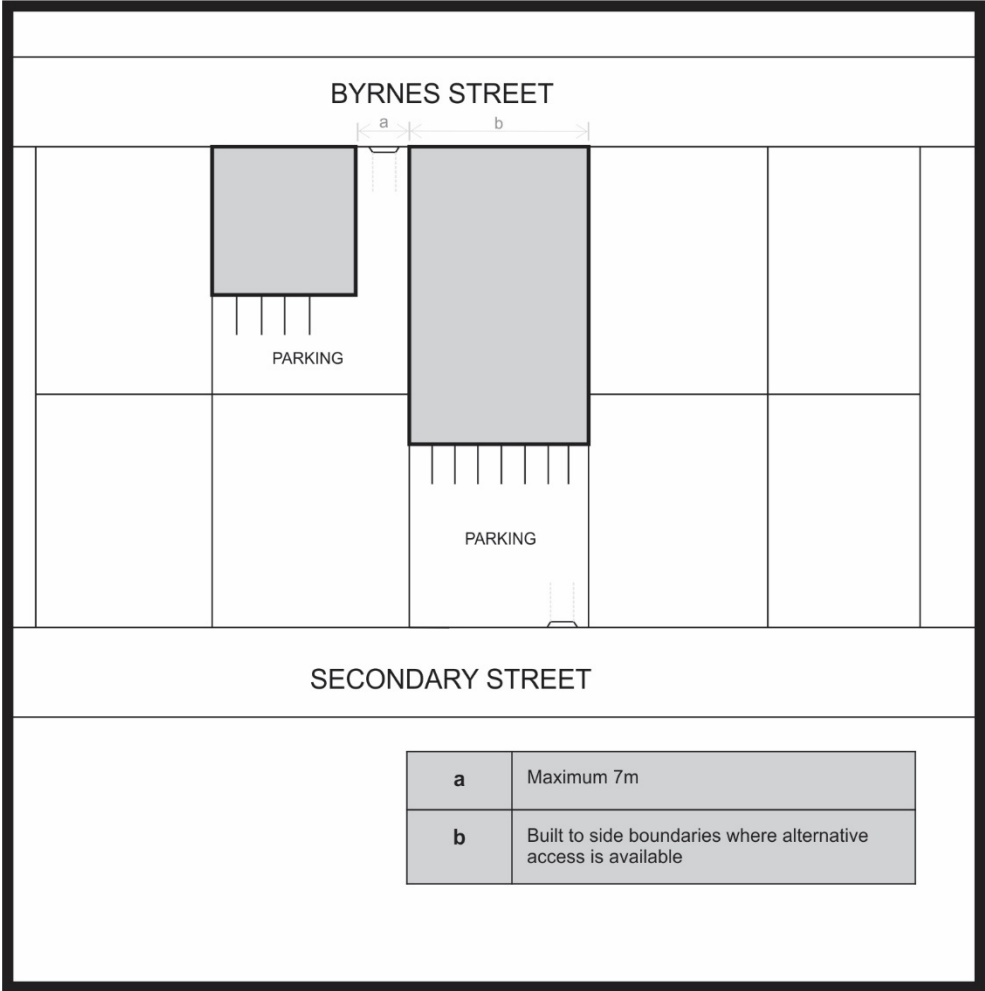 BYRNES STREET
a
b
PARKING
PARKING
SECONDARY STREET
a
Maximum 7m
b
Built to side boundaries where alternative
access is available